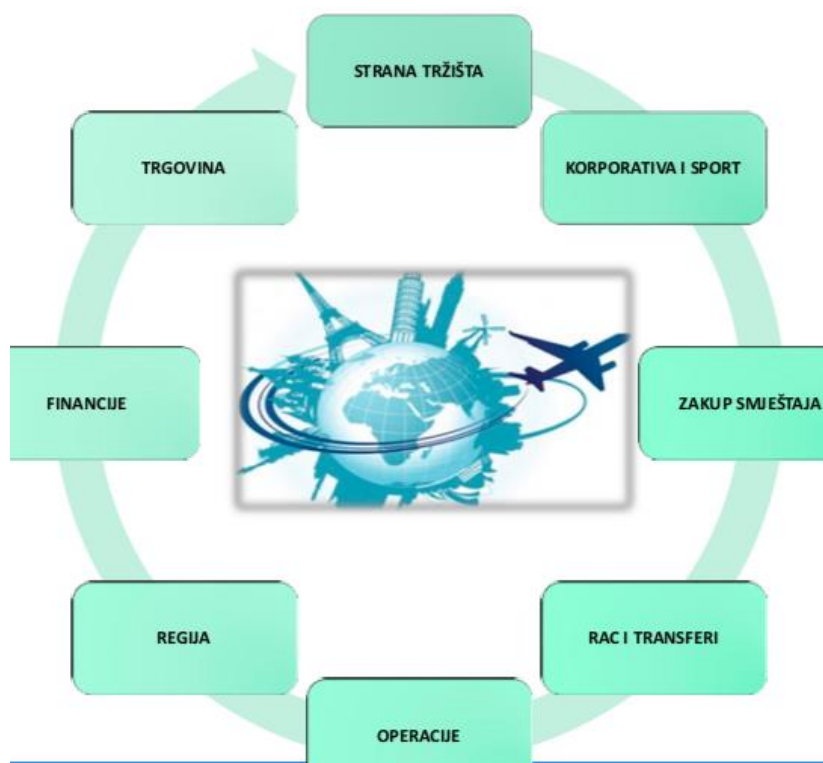 STRANA TRŽIŠTA
KORPORATIVA I SPORT
ZAKUP SMJEŠTAJA
RAC I TRANSFERI
OPERACIJE
REGIJA
FINANCIJE
TRGOVINA